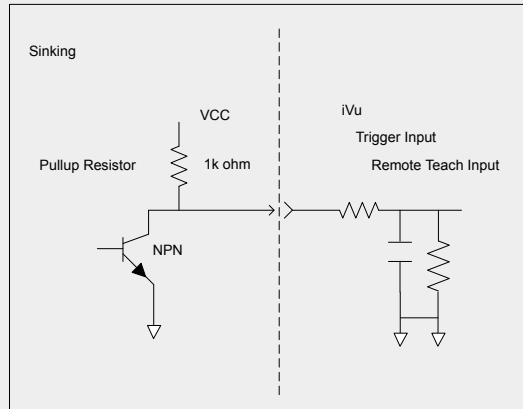 Sinking
VCC
iVu
Trigger Input
Pullup Resistor
1k ohm
Remote Teach Input
NPN